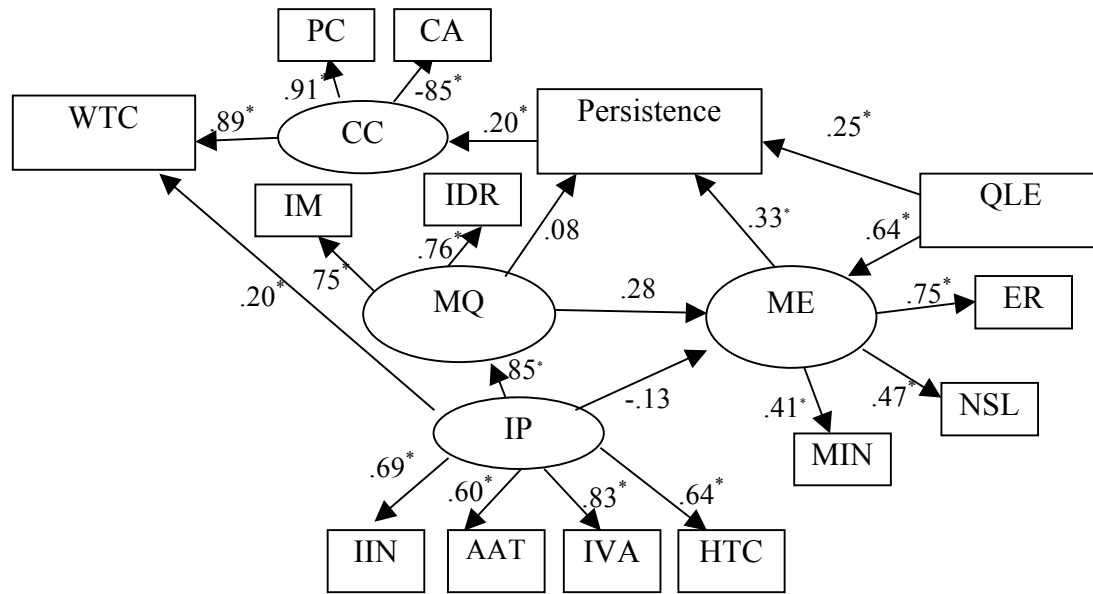 PC CA
.91* -85*
WTC .89* CC .20* Persistence .25*
QLE
IM IDR
.76* .08 .33* .64*
75*
.20* MQ .28 ME .75* ER
85* -.13 .41* .47* NSL
IP
MIN
.69* .60* .83* .64*
IIN AAT IVA HTC